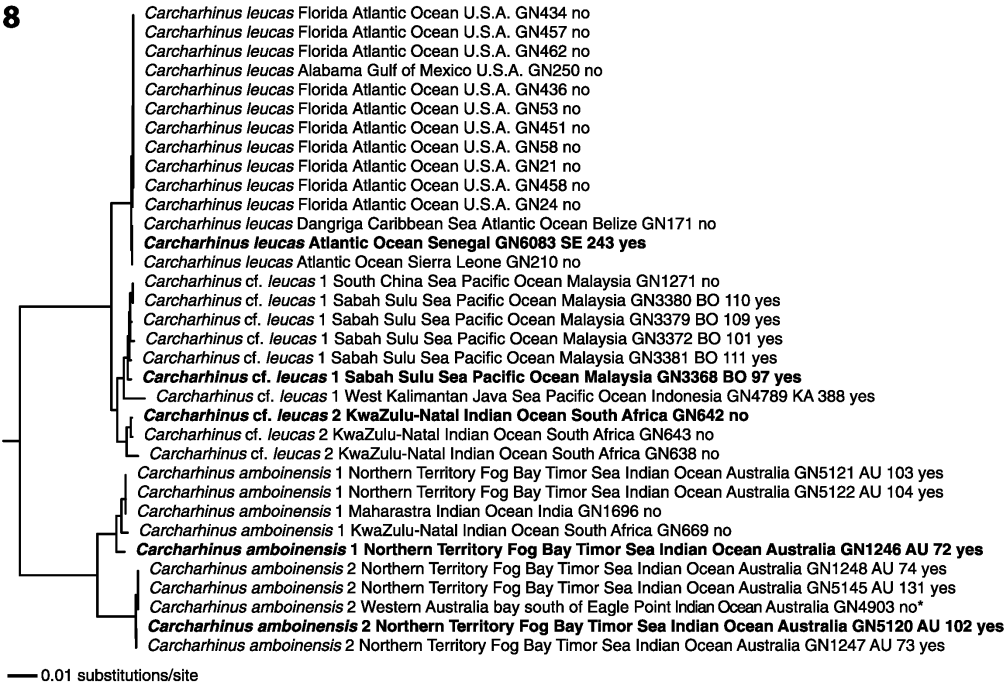 8
Carcharhinus leucas Florida Atlantic Ocean U.S.A. GN434 no
Carcharhinus leucas Florida Atlantic Ocean U.S.A. GN457 no
Carcharhinus leucas Florida Atlantic Ocean U.S.A. GN462 no
Carcharhinus leucas Alabama Gulf of Mexico U.S.A. GN250 no
Carcharhinus leucas Florida Atlantic Ocean U.S.A. GN436 no
Carcharhinus leucas Florida Atlantic Ocean U.S.A. GN53 no
Carcharhinus leucas Florida Atlantic Ocean U.S.A. GN451 no
Carcharhinus leucas Florida Atlantic Ocean U.S.A. GN58 no
Carcharhinus leucas Florida Atlantic Ocean U.S.A. GN21 no
Carcharhinus leucas Florida Atlantic Ocean U.S.A. GN458 no
Carcharhinus leucas Florida Atlantic Ocean U.S.A. GN24 no
Carcharhinus leucas Dangriga Caribbean Sea Atlantic Ocean Belize GN171 no
Carcharhinus leucas Atlantic Ocean Senegal GN6083 SE 243 yes
Carcharhinus leucas Atlantic Ocean Sierra Leone GN210 no
Carcharhinus cf. leucas 1 South China Sea Pacific Ocean Malaysia GN1271 no
Carcharhinus cf. leucas 1 Sabah Sulu Sea Pacific Ocean Malaysia GN3380 BO 110 yes
Carcharhinus cf. leucas 1 Sabah Sulu Sea Pacific Ocean Malaysia GN3379 BO 109 yes
Carcharhinus cf. leucas 1 Sabah Sulu Sea Pacific Ocean Malaysia GN3372 BO 101 yes
Carcharhinus cf. leucas 1 Sabah Sulu Sea Pacific Ocean Malaysia GN3381 BO 111 yes
Carcharhinus cf. leucas 1 Sabah Sulu Sea Pacific Ocean Malaysia GN3368 BO 97 yes
Carcharhinus cf. leucas 1 West Kalimantan Java Sea Pacific Ocean Indonesia GN4789 KA 388 yes
Carcharhinus cf. leucas 2 KwaZulu-Natal Indian Ocean South Africa GN642 no
Carcharhinus cf. leucas 2 KwaZulu-Natal Indian Ocean South Africa GN643 no
Carcharhinus cf. leucas 2 KwaZulu-Natal Indian Ocean South Africa GN638 no
Carcharhinus amboinensis 1 Northern Territory Fog Bay Timor Sea Indian Ocean Australia GN5121 AU 103 yes
Carcharhinus amboinensis 1 Northern Territory Fog Bay Timor Sea Indian Ocean Australia GN5122 AU 104 yes
Carcharhinus amboinensis 1 Maharastra Indian Ocean India GN1696 no
Carcharhinus amboinensis 1 KwaZulu-Natal Indian Ocean South Africa GN669 no
Carcharhinus amboinensis 1 Northern Territory Fog Bay Timor Sea Indian Ocean Australia GN1246 AU 72 yes
Carcharhinus amboinensis 2 Northern Territory Fog Bay Timor Sea Indian Ocean Australia GN1248 AU 74 yes
Carcharhinus amboinensis 2 Northern Territory Fog Bay Timor Sea Indian Ocean Australia GN5145 AU 131 yes
Carcharhinus amboinensis 2 Western Australia bay south of Eagle Point Indian Ocean Australia GN4903 no*
Carcharhinus amboinensis 2 Northern Territory Fog Bay Timor Sea Indian Ocean Australia GN5120 AU 102 yes
Carcharhinus amboinensis 2 Northern Territory Fog Bay Timor Sea Indian Ocean Australia GN1247 AU 73 yes
0.01 substitutions/site